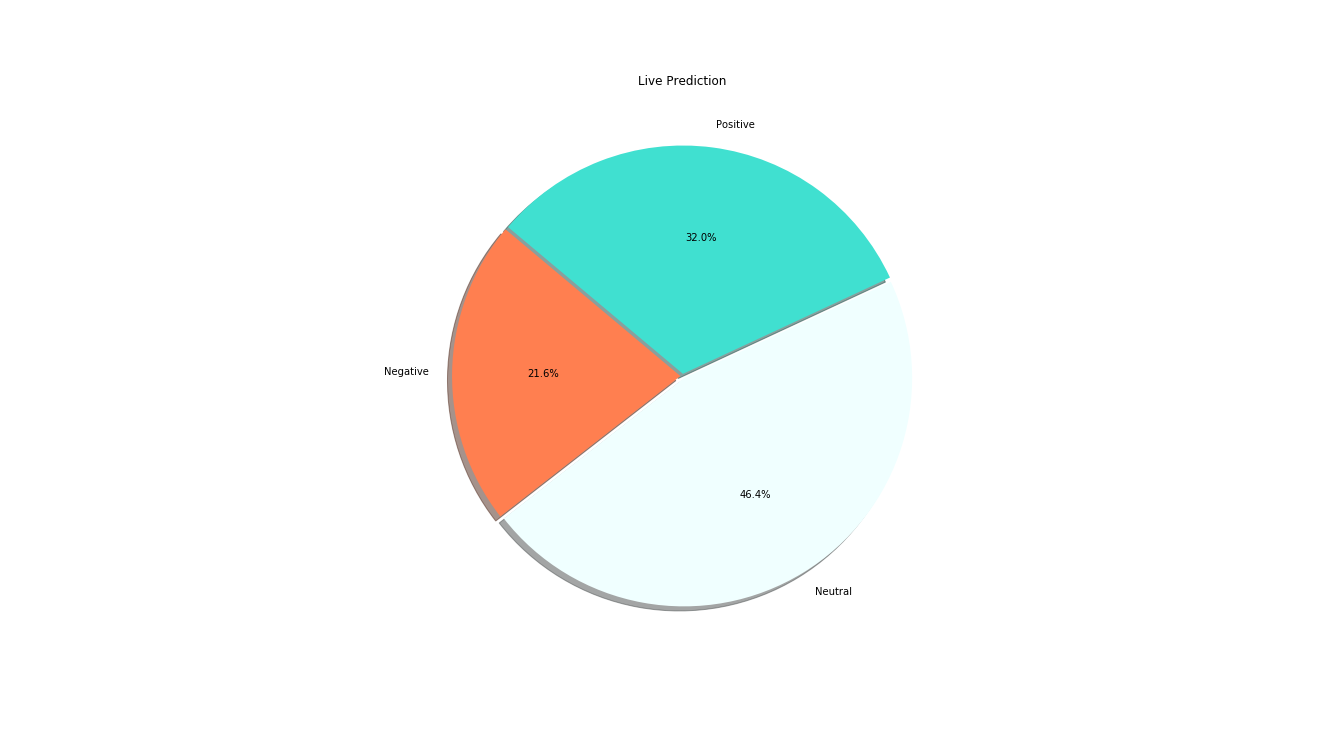 Live Prediction
Positive
32.0%
Negative
21.6%
46.4%
Neutral